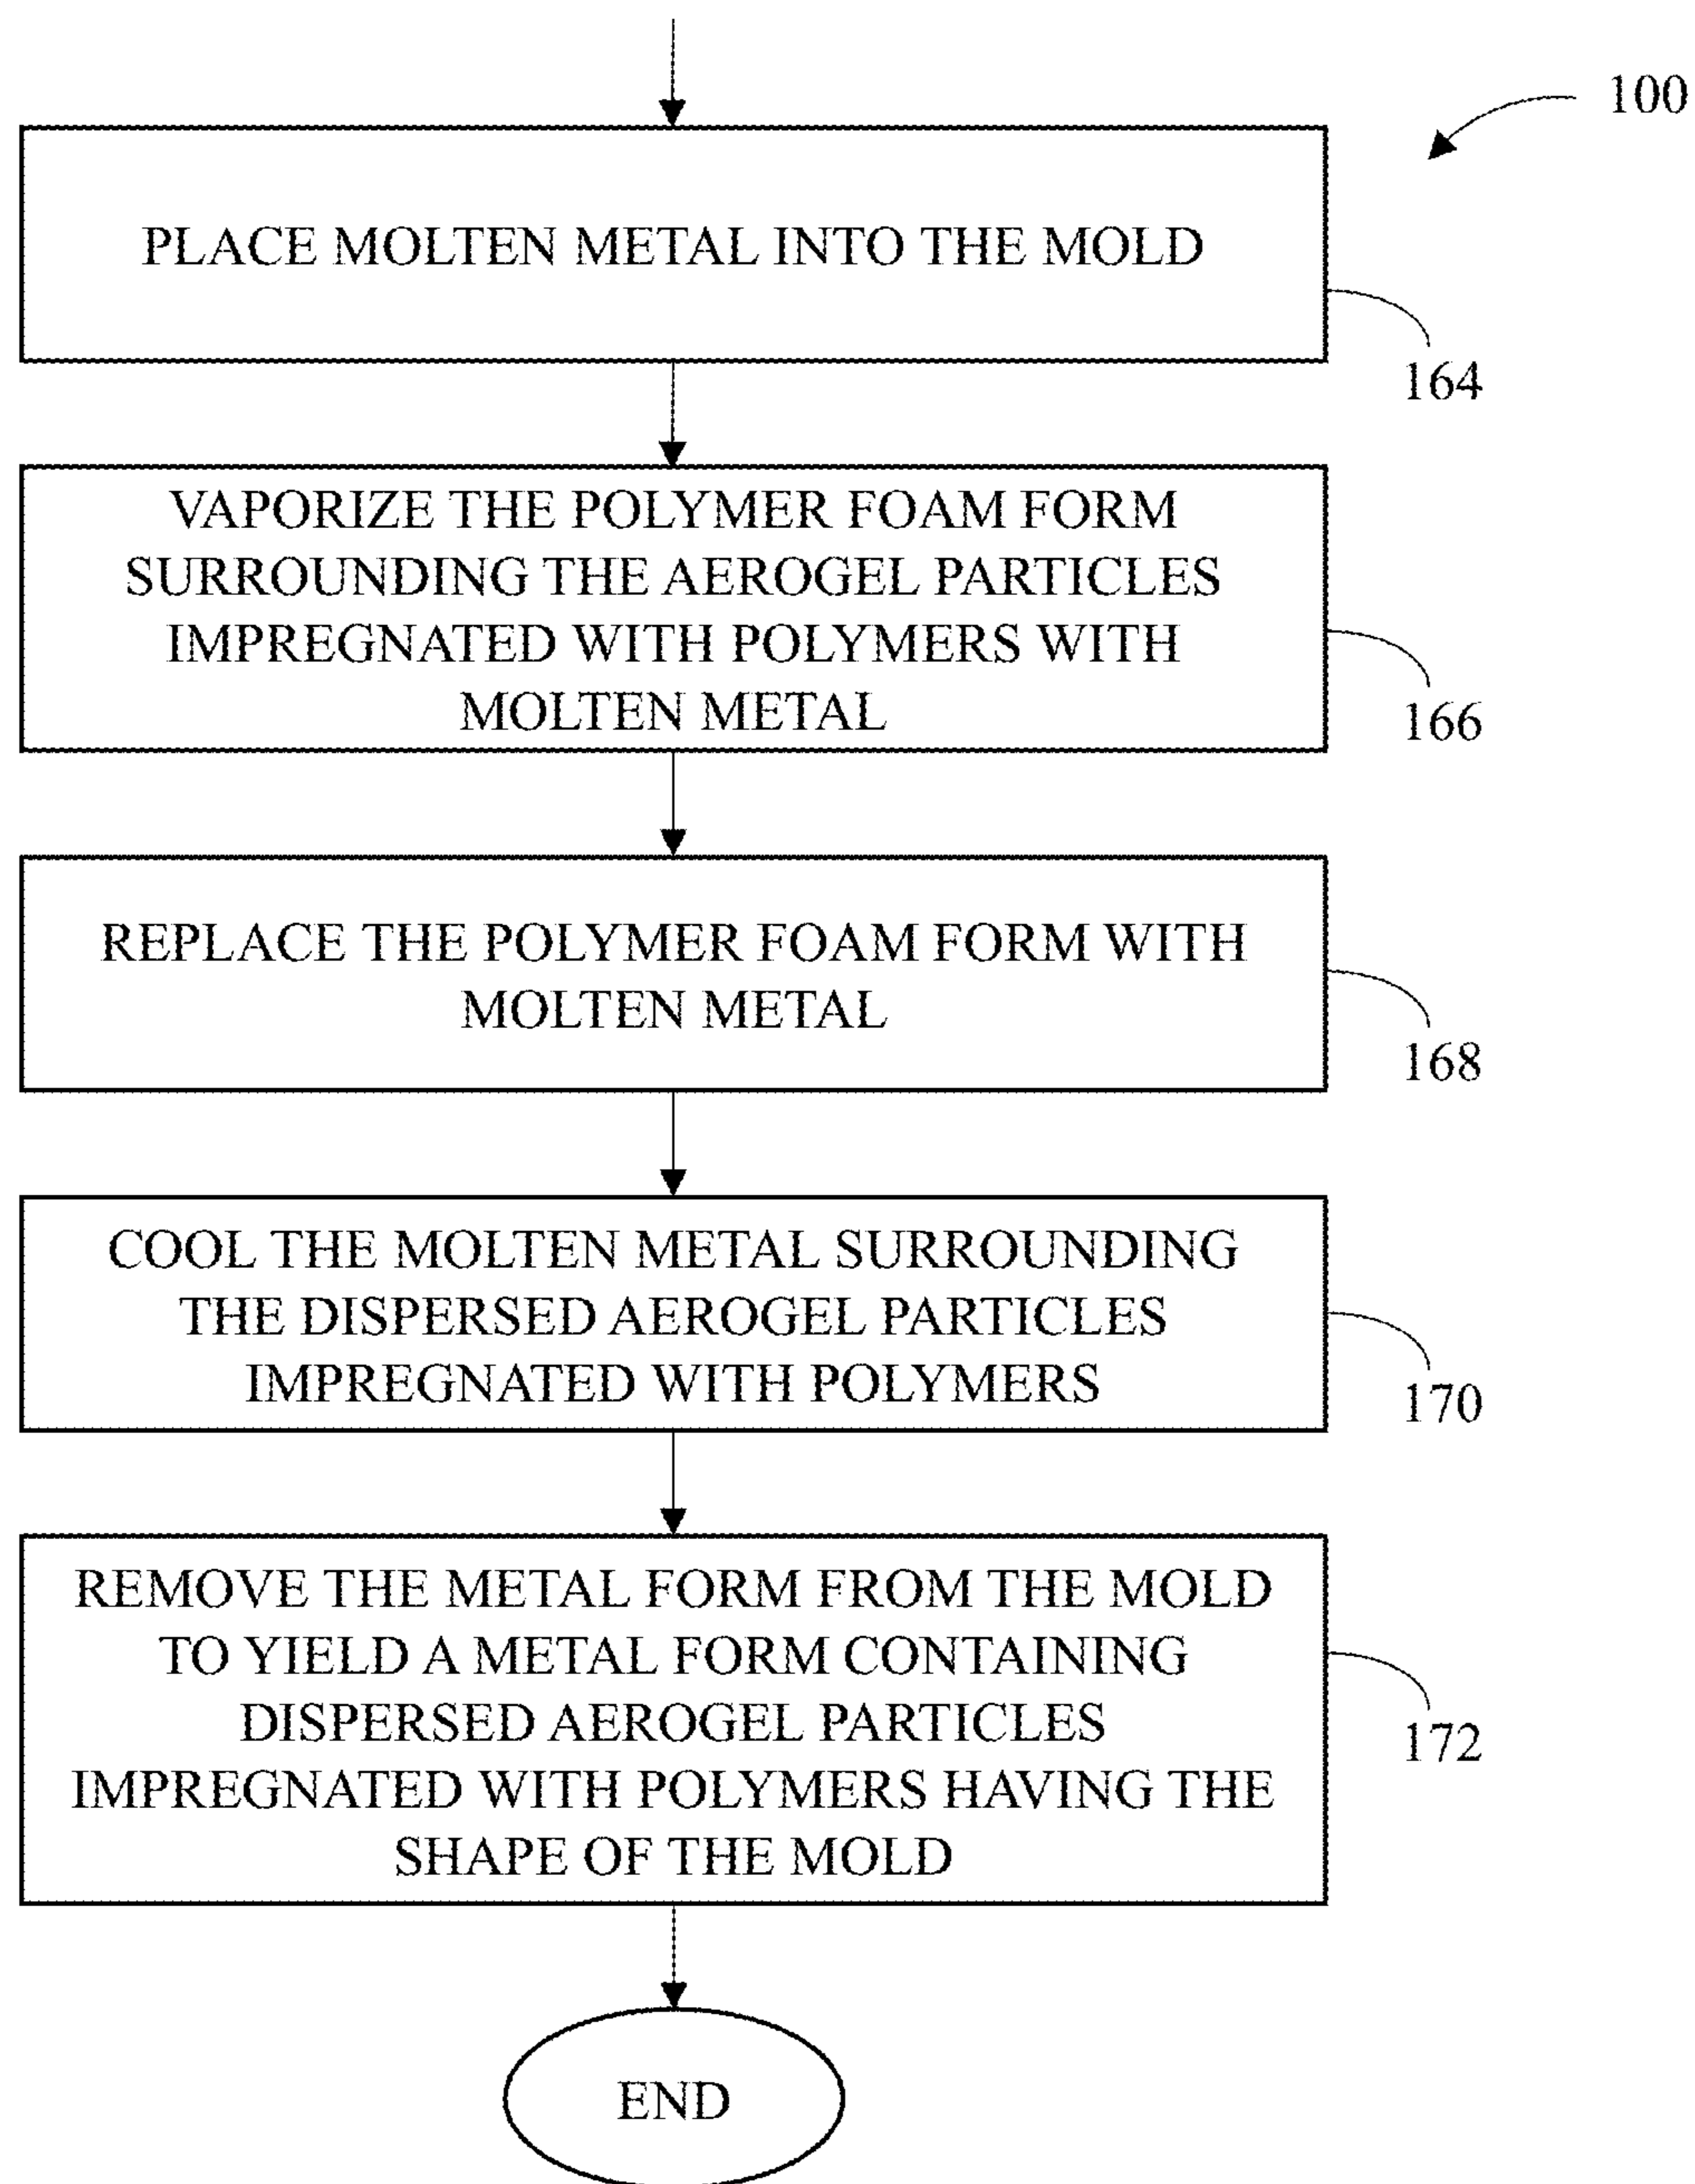 100
PLACE MOLTEN METAL INTO THE MOLD
164
VAPORIZE THE POLYMER FOAM FORM
SURROUNDING THE AEROGEL PARTICLES
IMPREGNATED WITH POLYMERS WITH
MOLTEN METAL
166
REPLACE THE POLYMER FOAM FORM WITH
MOLTEN METAL
168
COOL THE MOLTEN METAL SURROUNDING
THE DISPERSED AEROGEL PARTICLES
IMPREGNATED WITH POLYMERS
170
REMOVE THE METAL FORM FROM THE MOLD
TO YIELD A METAL FORM CONTAINING
DISPERSED AEROGEL PARTICLES
IMPREGNATED WITH POLYMERS HAVING THE
SHAPE OF THE MOLD
172
END